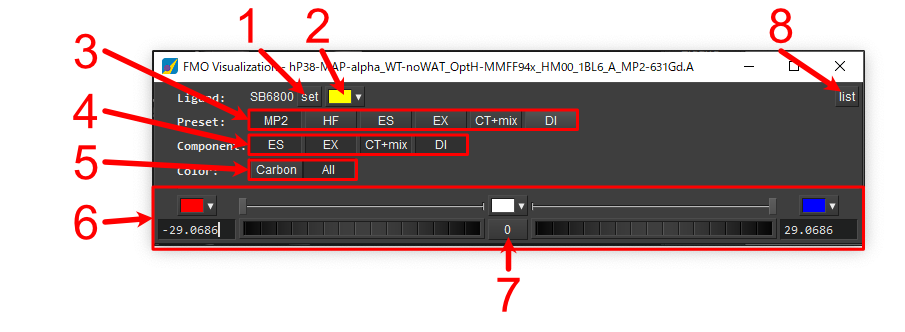 1 2 3 8
FMO Visualization - hP38-MAP-alpha_WT-noWAT_OptH-MMFF94x_HM00_1BL6_A_MP2-631Gd.A
Ligand: SB6800 set list
Preset: MP2 HF ES EX CT+mix DI
4
Component: ES EX CT+mix DI
5
Color: Carbon All
6
-29.0686 0 29.0686
7